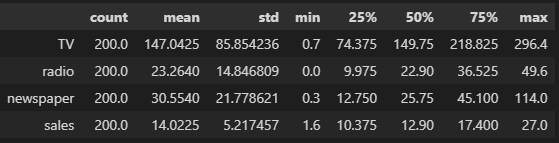 count mean std min 25% 50% 75% max
TV 200.0 147.0425 85.854236 0.7 74.375 149.75 218.825 296.4
radio 200.0 23.2640 14.846809 0.0 9.975 22.90 36.525 49.6
newspaper 200.0 30.5540 21.778621 0.3 12.750 25.75 45.100 114.0
sales 200.0 14.0225 5.217457 1.6 10.375 12.90 17.400 27.0